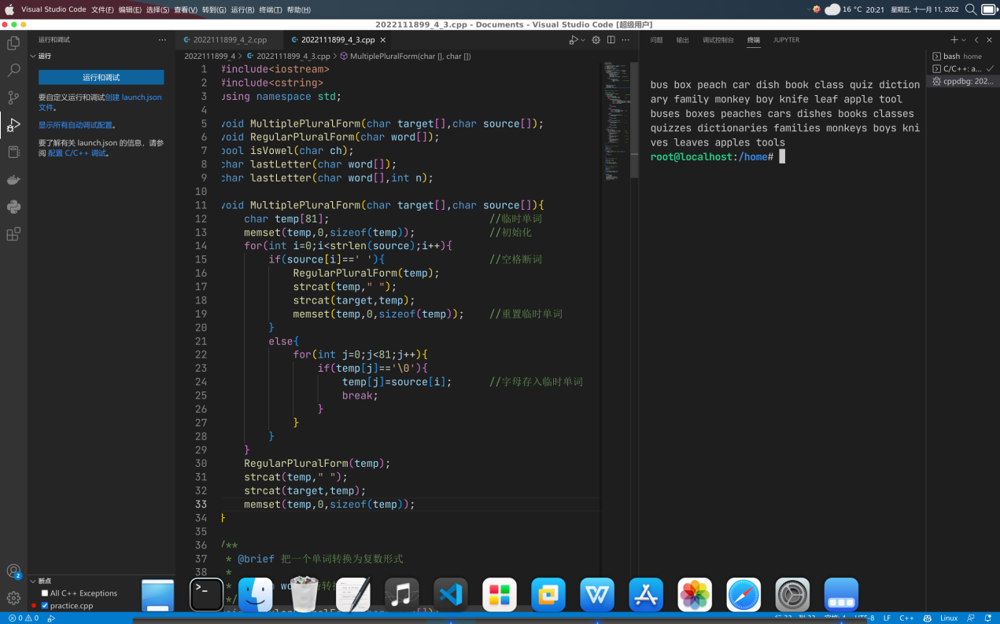 Visual Studio Code 文件(F) 编辑(E) 选择(S) 查看(V) 转到(G) 运行(R) 终端(T) 帮助(H) 16 °C 20:21 星期五, 十一月 11, 2022
2022111899_4_3.cpp - Documents - Visual Studio Code [超级用户]
运行和调试 ···
运行
运行和调试
要自定义运行和调试创建 launch.json
文件。
显示所有自动调试配置。
要了解有关 launch.json 的信息，请参
阅 配置 C/C++ 调试。
2022111899_4_2.cpp 2022111899_4_3.cpp
2022111899_4 > 2022111899_4_3.cpp > MultiplePluralForm(char [], char [])
1 #include<iostream>
2 #include<cstring>
3 using namespace std;
4
5 void MultiplePluralForm(char target[],char source[]);
6 void RegularPluralForm(char word[]);
7 bool isVowel(char ch);
8 char lastLetter(char word[]);
9 char lastLetter(char word[],int n);
10
11 void MultiplePluralForm(char target[],char source[]){
12 char temp[81]; //临时单词
13 memset(temp,0,sizeof(temp)); //初始化
14 for(int i=0;i<strlen(source);i++){
15 if(source[i]==' '){ //空格断词
16 RegularPluralForm(temp);
17 strcat(temp," ");
18 strcat(target,temp);
19 memset(temp,0,sizeof(temp)); //重置临时单词
20 }
21 else{
22 for(int j=0;j<81;j++){
23 if(temp[j]=='\0'){
24 temp[j]=source[i]; //字母存入临时单词
25 break;
26 }
27 }
28 }
29 }
30 RegularPluralForm(temp);
31 strcat(temp," ");
32 strcat(target,temp);
33 memset(temp,0,sizeof(temp));
34 }
35
36 /**
37 * @brief 把一个单词转换为复数形式
38 *
39 *
*/
问题 输出 调试控制台 终端 JUPYTER
bus box peach car dish book class quiz diction
ary family monkey boy knife leaf apple tool
buses boxes peaches cars dishes books classes
quizzes dictionaries families monkeys boys kni
ves leaves apples tools
root@localhost:/home#
bash home
C/C++: a...
cppdbg: 202...
断点
All C++ Exceptions
practice.cpp
2
0 0 UTF-8 LF C++ Linux